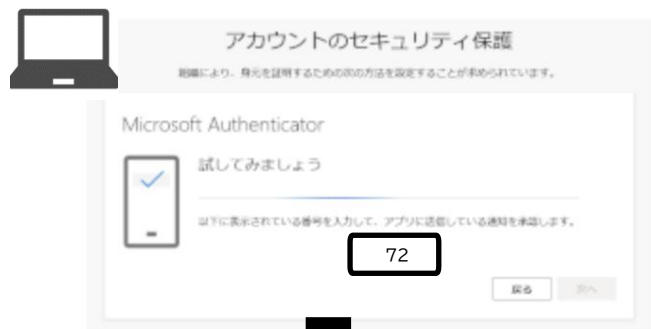 アカウントのセキュリティ保護
組織により、身元を証明するための次の方法を設定することが求められています。
Microsoft Authenticator
試してみましょう
以下に表示されている番号を入力して、アプリに送信している通知を承認します。
72
戻る
次へ